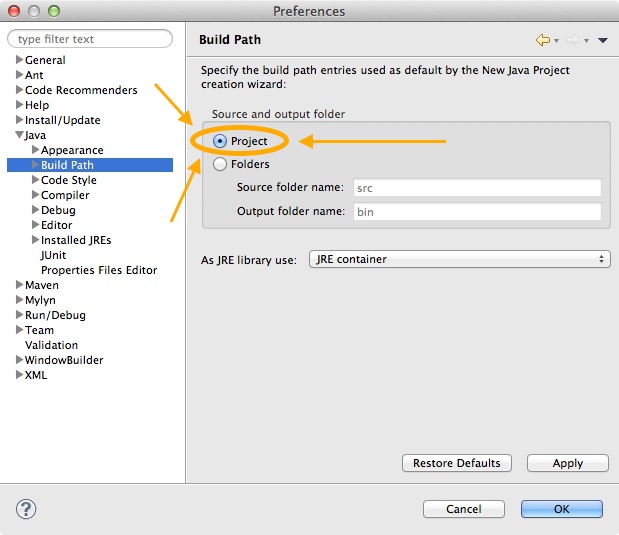 Preferences
type filter text
General
Ant
Code Recommenders
Help
Install/Update
Java
Appearance
Build Path
Code Style
Compiler
Debug
Editor
Installed JREs
JUnit
Properties Files Editor
Maven
Mylyn
Run/Debug
Team
Validation
WindowBuilder
XML
Build Path
Specify the build path entries used as default by the New Java Project
creation wizard:
Source and output folder
Project
Folders
Source folder name: src
Output folder name: bin
As JRE library use: JRE container
Restore Defaults Apply
? Cancel OK